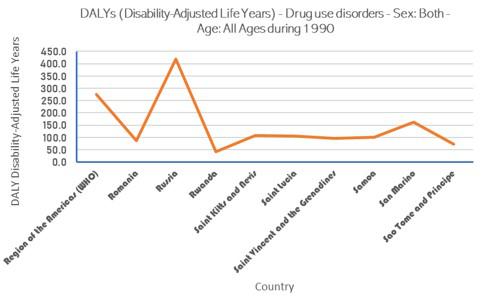 DALYs (Disability-Adjusted Life Years) - Drug use disorders - Sex: Both -
Age: All Ages during 1990
DALY Disability-Adjusted Life Years
450.0
400.0
350.0
300.0
250.0
200.0
150.0
100.0
50.0
0.0
Region of the Americas (WHO)
Romania
Russia
Rwanda
Saint Kitts and Nevis
Saint Lucia
Saint Vincent and the Grenadines
Samoa
San Marino
Sao Tome and Principe
Country